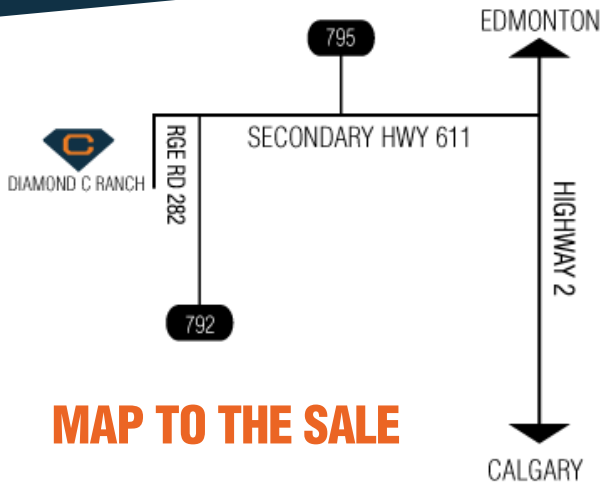 EDMONTON
795
SECONDARY HWY 611
C
DIAMOND C RANCH
RGE RD 282
HIGHWAY 2
792
MAP TO THE SALE
CALGARY